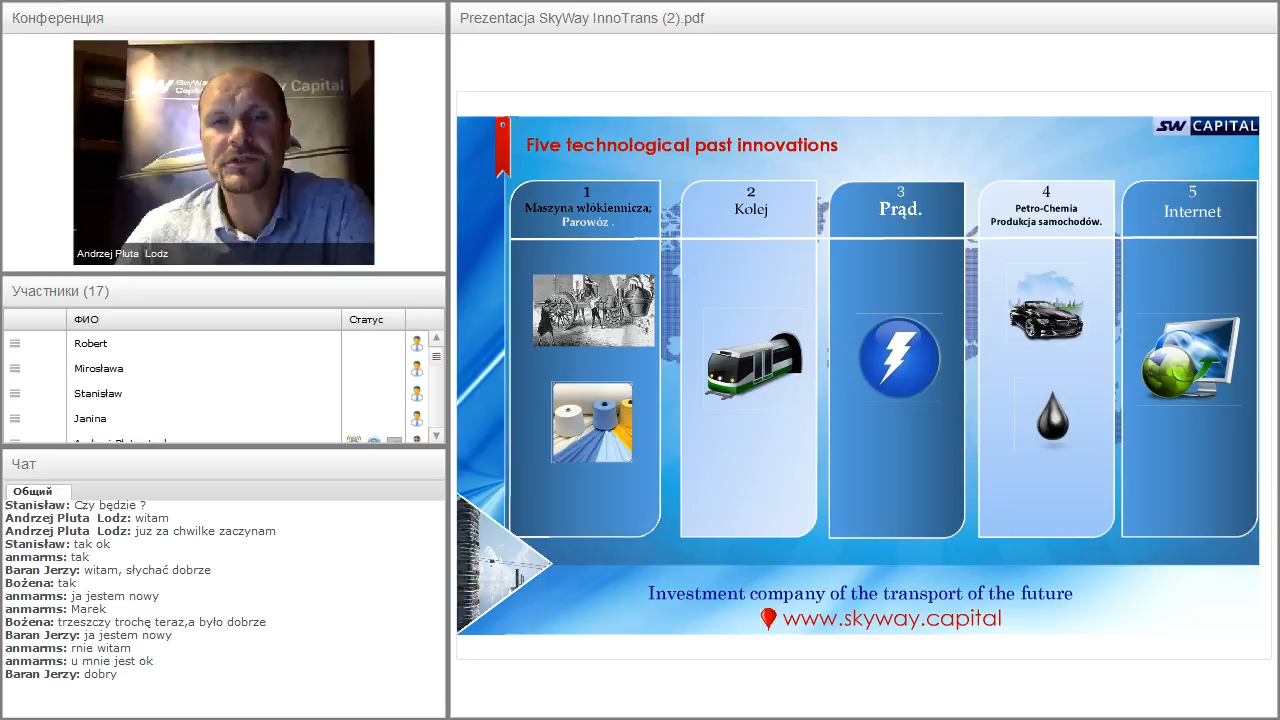 Конференция
SkyWay
Capital
Capital
Andrzej Pluta Lodz
Участники (17)
ФИО
Статус
Robert
Mirosława
Stanisław
Janina
Чат
Общий
Stanisław: Czy będzie ?
Andrzej Pluta Lodz: witam
Andrzej Pluta Lodz: juz za chwilke zaczynam
Stanisław: tak ok
anmarms: tak
Baran Jerzy: witam, słychać dobrze
Bożena: tak
anmarms: ja jestem nowy
anmarms: Marek
Bożena: trzeszczy trochę teraz,a było dobrze
Baran Jerzy: ja jestem nowy
anmarms: rnie witam
anmarms: u mnie jest ok
Baran Jerzy: dobry
Prezentacja SkyWay InnoTrans (2).pdf
SW CAPITAL
Five technological past innovations
1
Maszyna włókiennicza;
Parowóz .
2
Kolej
3
Prąd.
4
Petro-Chemia
Produkcja samochodów.
5
Internet
Investment company of the transport of the future
www.skyway.capital